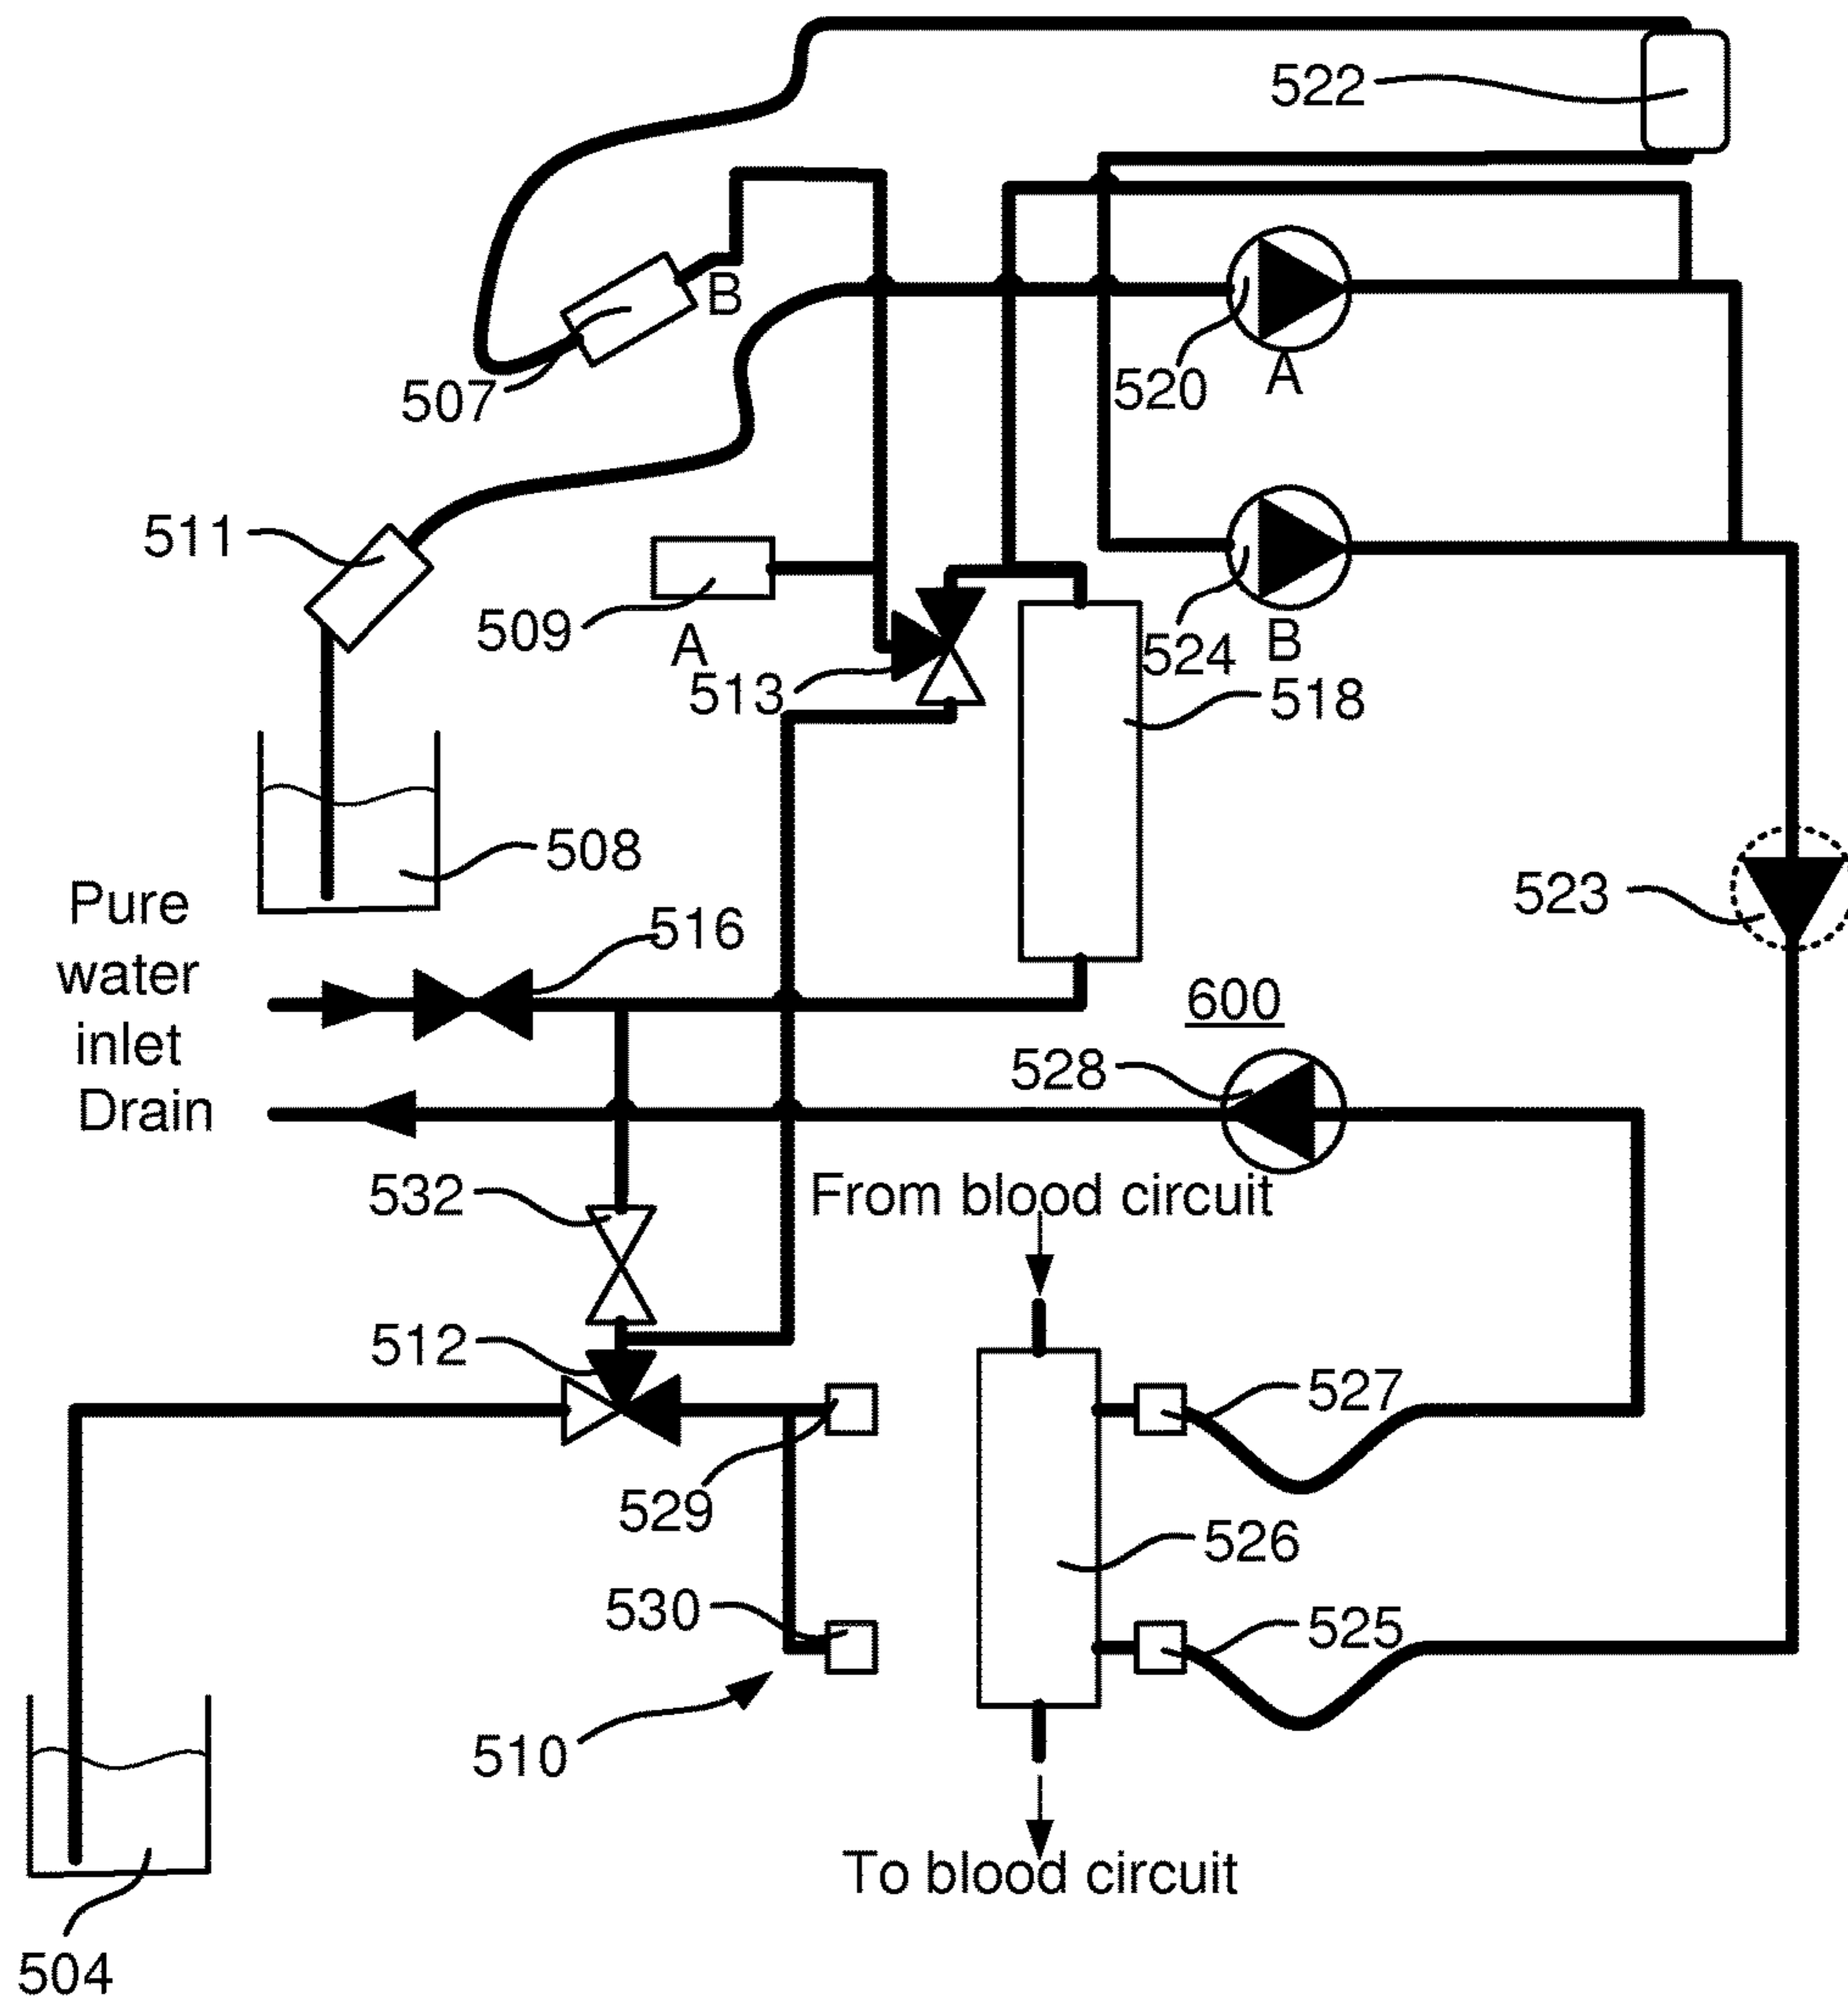 522
B
507
520
A
511
509
A
513
524
B
518
508
Pure
water
inlet
516
523
600
528
Drain
532
From blood circuit
512
527
529
526
530
525
510
To blood circuit
504